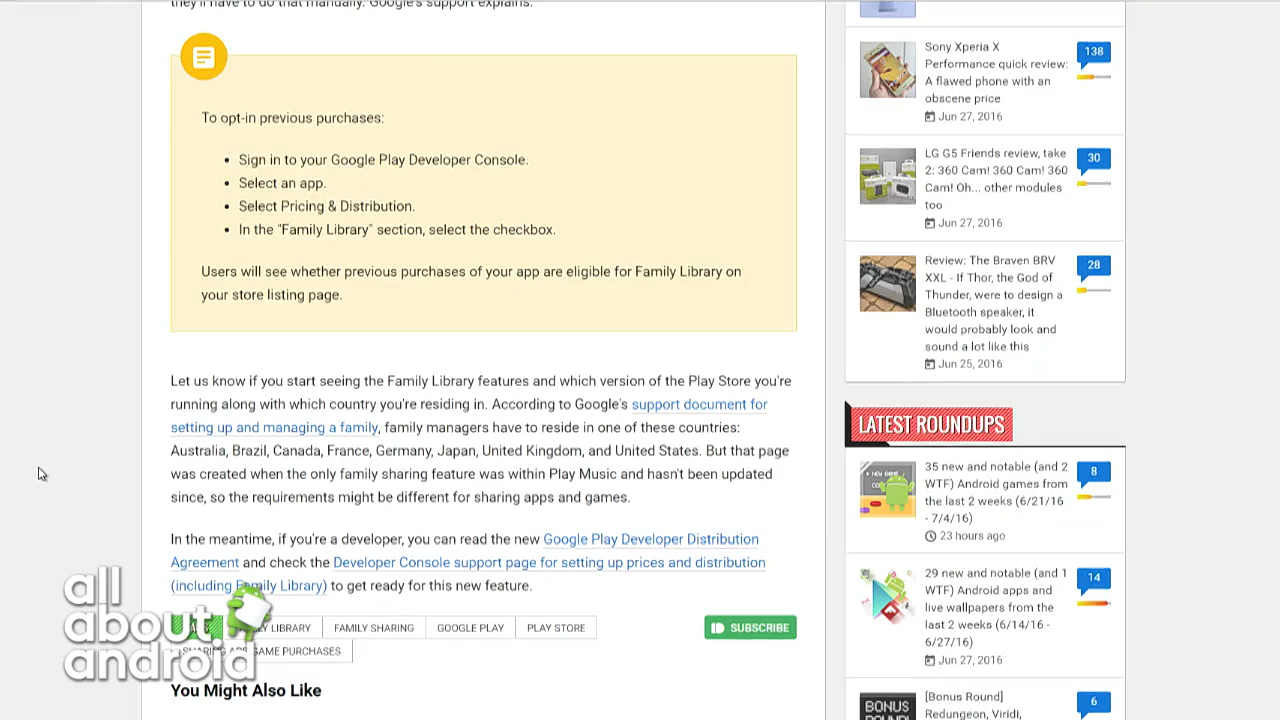 they'll have to do that manually. Google's support explains:
To opt-in previous purchases:
Sign in to your Google Play Developer Console.
Select an app.
Select Pricing & Distribution.
In the "Family Library" section, select the checkbox.
Users will see whether previous purchases of your app are eligible for Family Library on
your store listing page.
Let us know if you start seeing the Family Library features and which version of the Play Store you're
running along with which country you're residing in. According to Google's support document for
setting up and managing a family, family managers have to reside in one of these countries:
Australia, Brazil, Canada, France, Germany, Japan, United Kingdom, and United States. But that page
was created when the only family sharing feature was within Play Music and hasn't been updated
since, so the requirements might be different for sharing apps and games.
In the meantime, if you're a developer, you can read the new Google Play Developer Distribution
Agreement and check the Developer Console support page for setting up prices and distribution
(including Family Library) to get ready for this new feature.
LIBRARY
FAMILY SHARING
GOOGLE PLAY
PLAY STORE
SUBSCRIBE
SHARING APP GAME PURCHASES
You Might Also Like
all
about
android
Sony Xperia X
Performance quick review:
A flawed phone with an
obscene price
Jun 27, 2016
138
LG G5 Friends review, take
2: 360 Cam! 360 Cam! 360
Cam! Oh... other modules
too
Jun 27, 2016
30
Review: The Braven BRV
XXL - If Thor, the God of
Thunder, were to design a
Bluetooth speaker, it
would probably look and
sound a lot like this
Jun 25, 2016
28
LATEST ROUNDUPS
35 new and notable (and 2
WTF) Android games from
the last 2 weeks (6/21/16
- 7/4/16)
23 hours ago
8
29 new and notable (and 1
WTF) Android apps and
live wallpapers from the
last 2 weeks (6/14/16 -
6/27/16)
Jun 27, 2016
14
[Bonus Round]
Redungeon, Viridi,
6
BONUS
ROUND